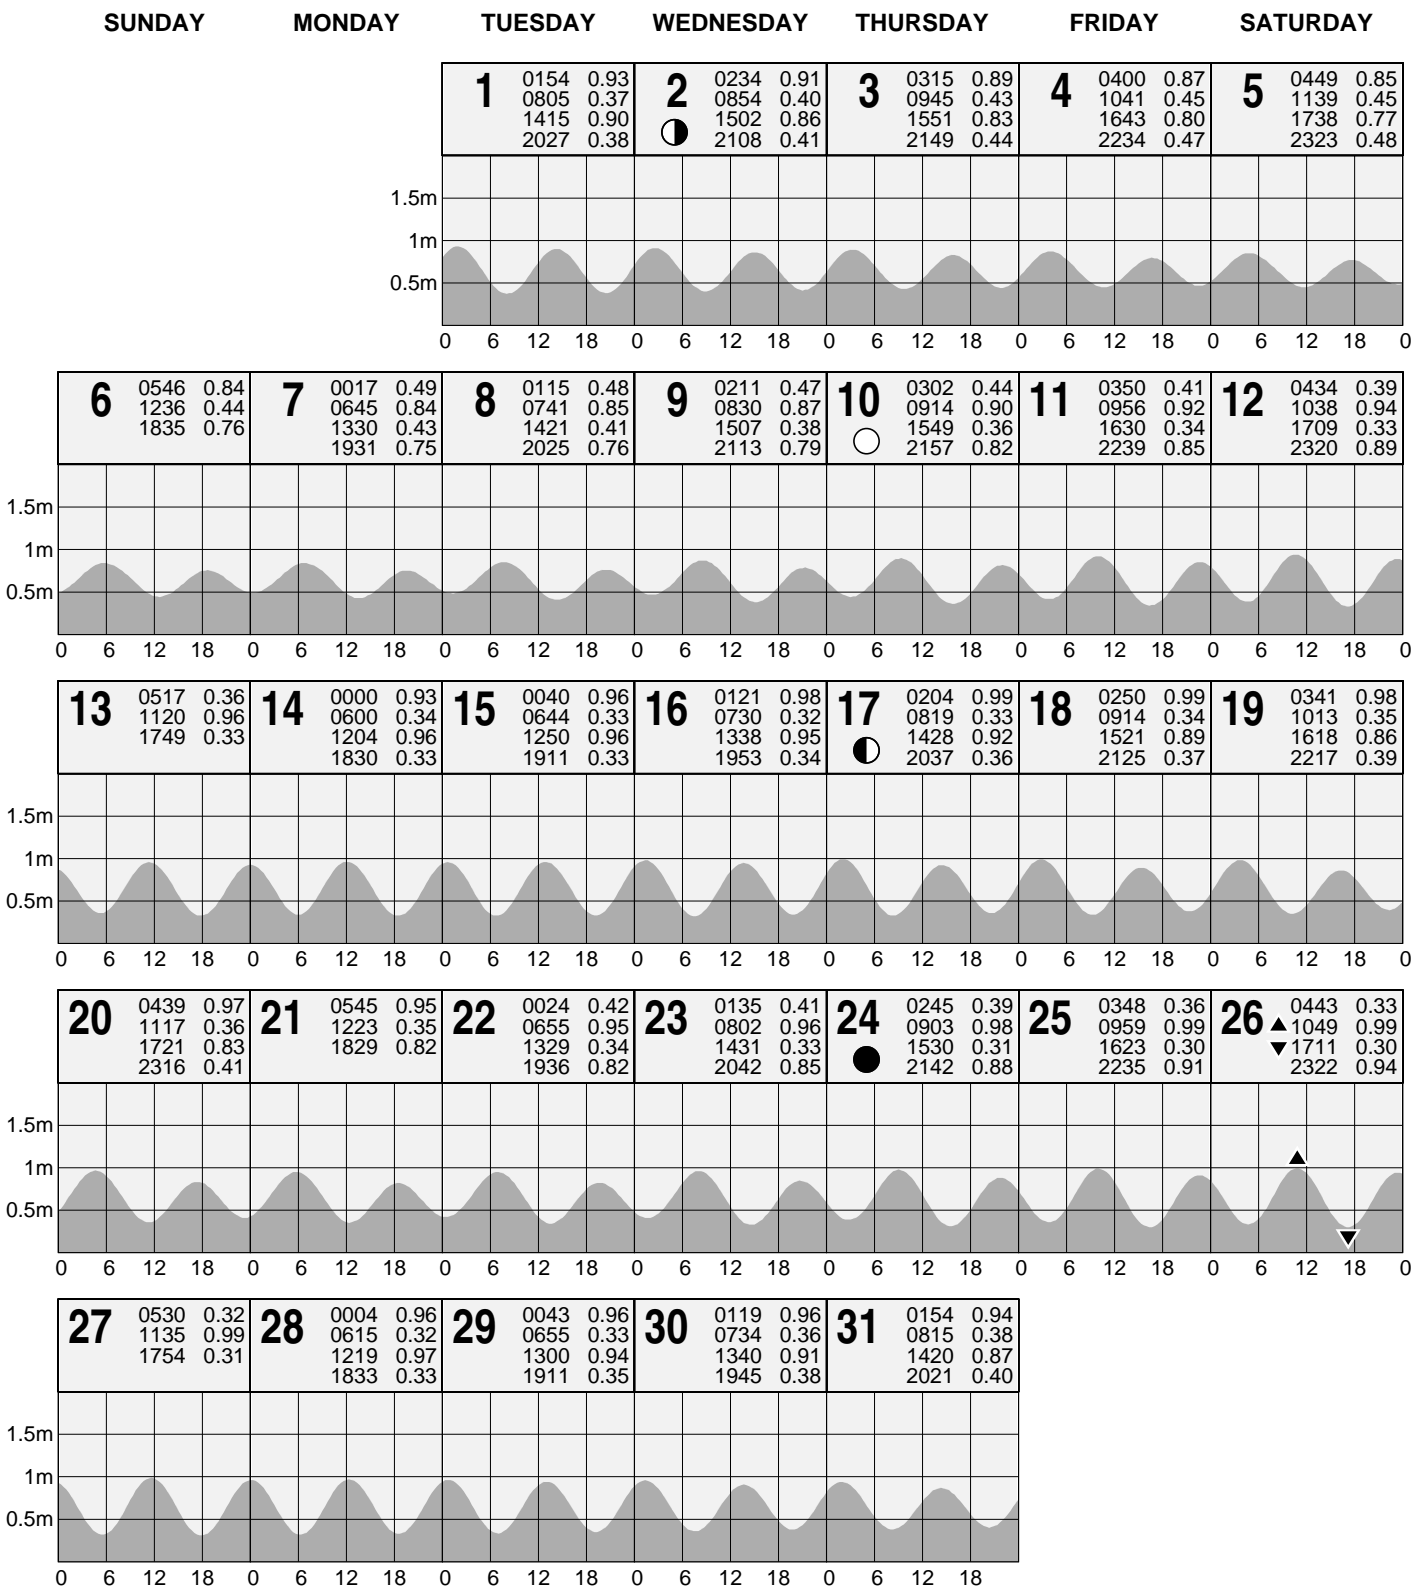 SUNDAY MONDAY TUESDAY WEDNESDAY THURSDAY FRIDAY SATURDAY
1 0154 0.93 2 0234 0.91 3 0315 0.89 4 0400 0.87 5 0449 0.85
0805 0.37 0854 0.40 0945 0.43 1041 0.45 1139 0.45
1415 0.90 1502 0.86 1551 0.83 1643 0.80 1738 0.77
2027 0.38 2108 0.41 2149 0.44 2234 0.47 2323 0.48
1.5m
1m
0.5m
0 6 12 18 0 6 12 18 0 6 12 18 0 6 12 18 0 6 12 18 0
6 0546 0.84 7 0017 0.49 8 0115 0.48 9 0211 0.47 10 0302 0.44 11 0350 0.41 12 0434 0.39
1236 0.44 0645 0.84 0741 0.85 0830 0.87 0914 0.90 0956 0.92 1038 0.94
1835 0.76 1330 0.43 1421 0.41 1507 0.38 1549 0.36 1630 0.34 1709 0.33
1931 0.75 2025 0.76 2113 0.79 2157 0.82 2239 0.85 2320 0.89
1.5m
1m
0.5m
0 6 12 18 0 6 12 18 0 6 12 18 0 6 12 18 0 6 12 18 0 6 12 18 0 6 12 18 0
13 0517 0.36 14 0000 0.93 15 0040 0.96 16 0121 0.98 17 0204 0.99 18 0250 0.99 19 0341 0.98
1120 0.96 0600 0.34 0644 0.33 0730 0.32 0819 0.33 0914 0.34 1013 0.35
1749 0.33 1204 0.96 1250 0.96 1338 0.95 1428 0.92 1521 0.89 1618 0.86
1830 0.33 1911 0.33 1953 0.34 2037 0.36 2125 0.37 2217 0.39
1.5m
1m
0.5m
0 6 12 18 0 6 12 18 0 6 12 18 0 6 12 18 0 6 12 18 0 6 12 18 0 6 12 18 0
20 0439 0.97 21 0545 0.95 22 0024 0.42 23 0135 0.41 24 0245 0.39 25 0348 0.36 26 0443 0.33
1117 0.36 1223 0.35 0655 0.95 0802 0.96 0903 0.98 0959 0.99 1049 0.99
1721 0.83 1829 0.82 1329 0.34 1431 0.33 1530 0.31 1623 0.30 1711 0.30
2316 0.41 1936 0.82 2042 0.85 2142 0.88 2235 0.91 2322 0.94
1.5m
1m
0.5m
0 6 12 18 0 6 12 18 0 6 12 18 0 6 12 18 0 6 12 18 0 6 12 18 0 6 12 18 0
27 0530 0.32 28 0004 0.96 29 0043 0.96 30 0119 0.96 31 0154 0.94
1135 0.99 0615 0.32 0655 0.33 0734 0.36 0815 0.38
1754 0.31 1219 0.97 1300 0.94 1340 0.91 1420 0.87
1833 0.33 1911 0.35 1945 0.38 2021 0.40
1.5m
1m
0.5m
0 6 12 18 0 6 12 18 0 6 12 18 0 6 12 18 0 6 12 18